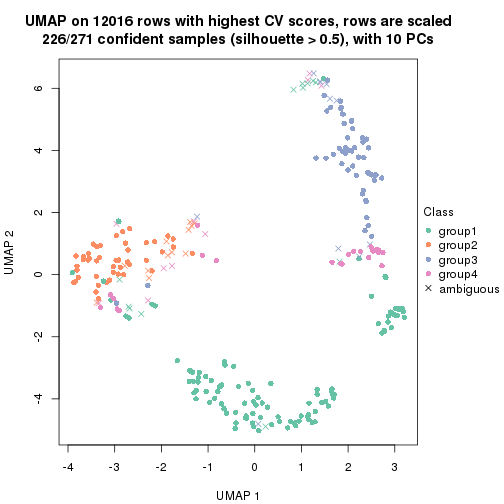 UMAP on 12016 rows with highest CV scores, rows are scaled
226/271 confident samples (silhouette > 0.5), with 10 PCs
6
4
2
0
-2
-4
UMAP 2
-4 -3 -2 -1 0 1 2 3
UMAP 1
Class
group1
group2
group3
group4
ambiguous